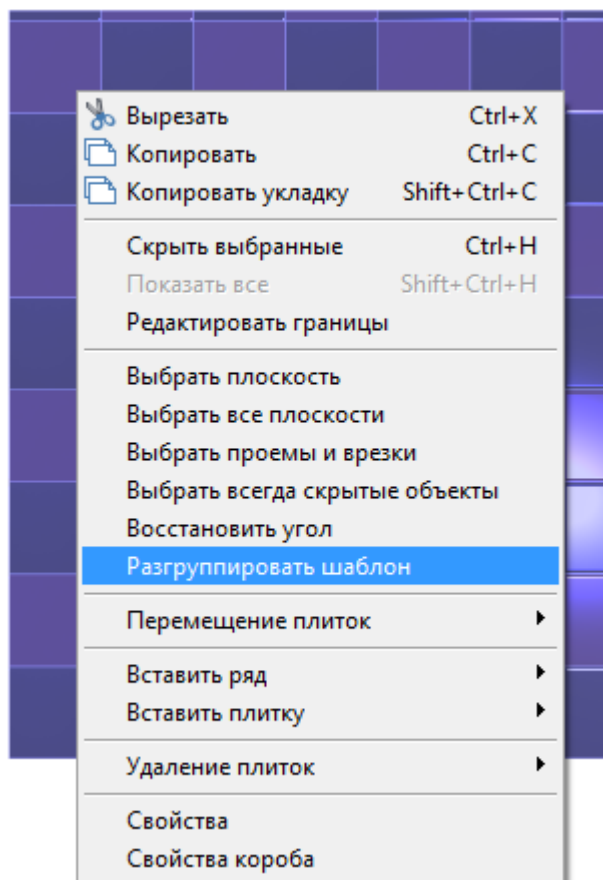 Вырезать Ctrl+X
Копировать Ctrl+C
Копировать укладку Shift+Ctrl+C
Скрыть выбранные Ctrl+H
Показать все Shift+Ctrl+H
Редактировать границы
Выбрать плоскость
Выбрать все плоскости
Выбрать проемы и врезки
Выбрать всегда скрытые объекты
Восстановить угол
Разгруппировать шаблон
Перемещение плиток
Вставить ряд
Вставить плитку
Удаление плиток
Свойства
Свойства короба